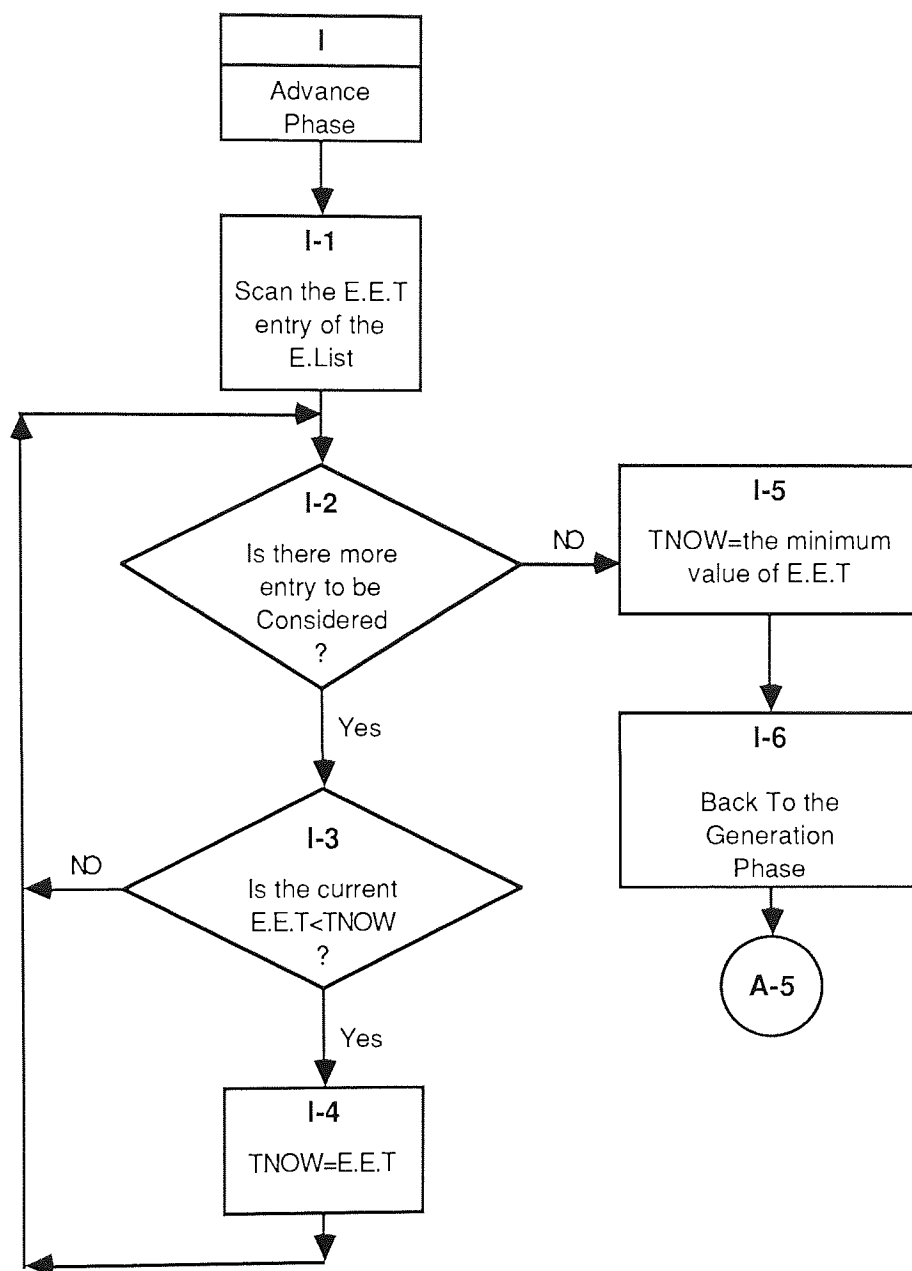 I
Advance
Phase
I-1
Scan the E.E.T
entry of the
E.List
I-2
Is there more
entry to be
Considered
?
NO
Yes
I-5
TNOW=the minimum
value of E.E.T
I-6
Back To the
Generation
Phase
A-5
I-3
Is the current
E.E.T<TNOW
?
NO
Yes
I-4
TNOW=E.E.T